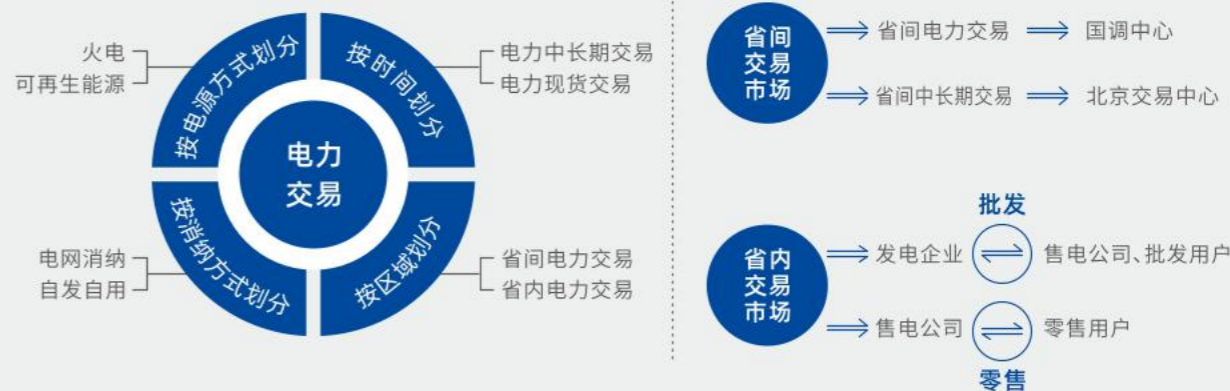 火电
可再生能源
按电源方式划分
按时间划分
电力中长期交易
电力现货交易
电力
交易
电网消纳
自发自用
按消纳方式划分
按区域划分
省间电力交易
省内电力交易
省间
交易
市场
省间电力交易
国调中心
省间中长期交易
北京交易中心
省内
交易
市场
批发
发电企业
售电公司、批发用户
售电公司
零售用户
零售